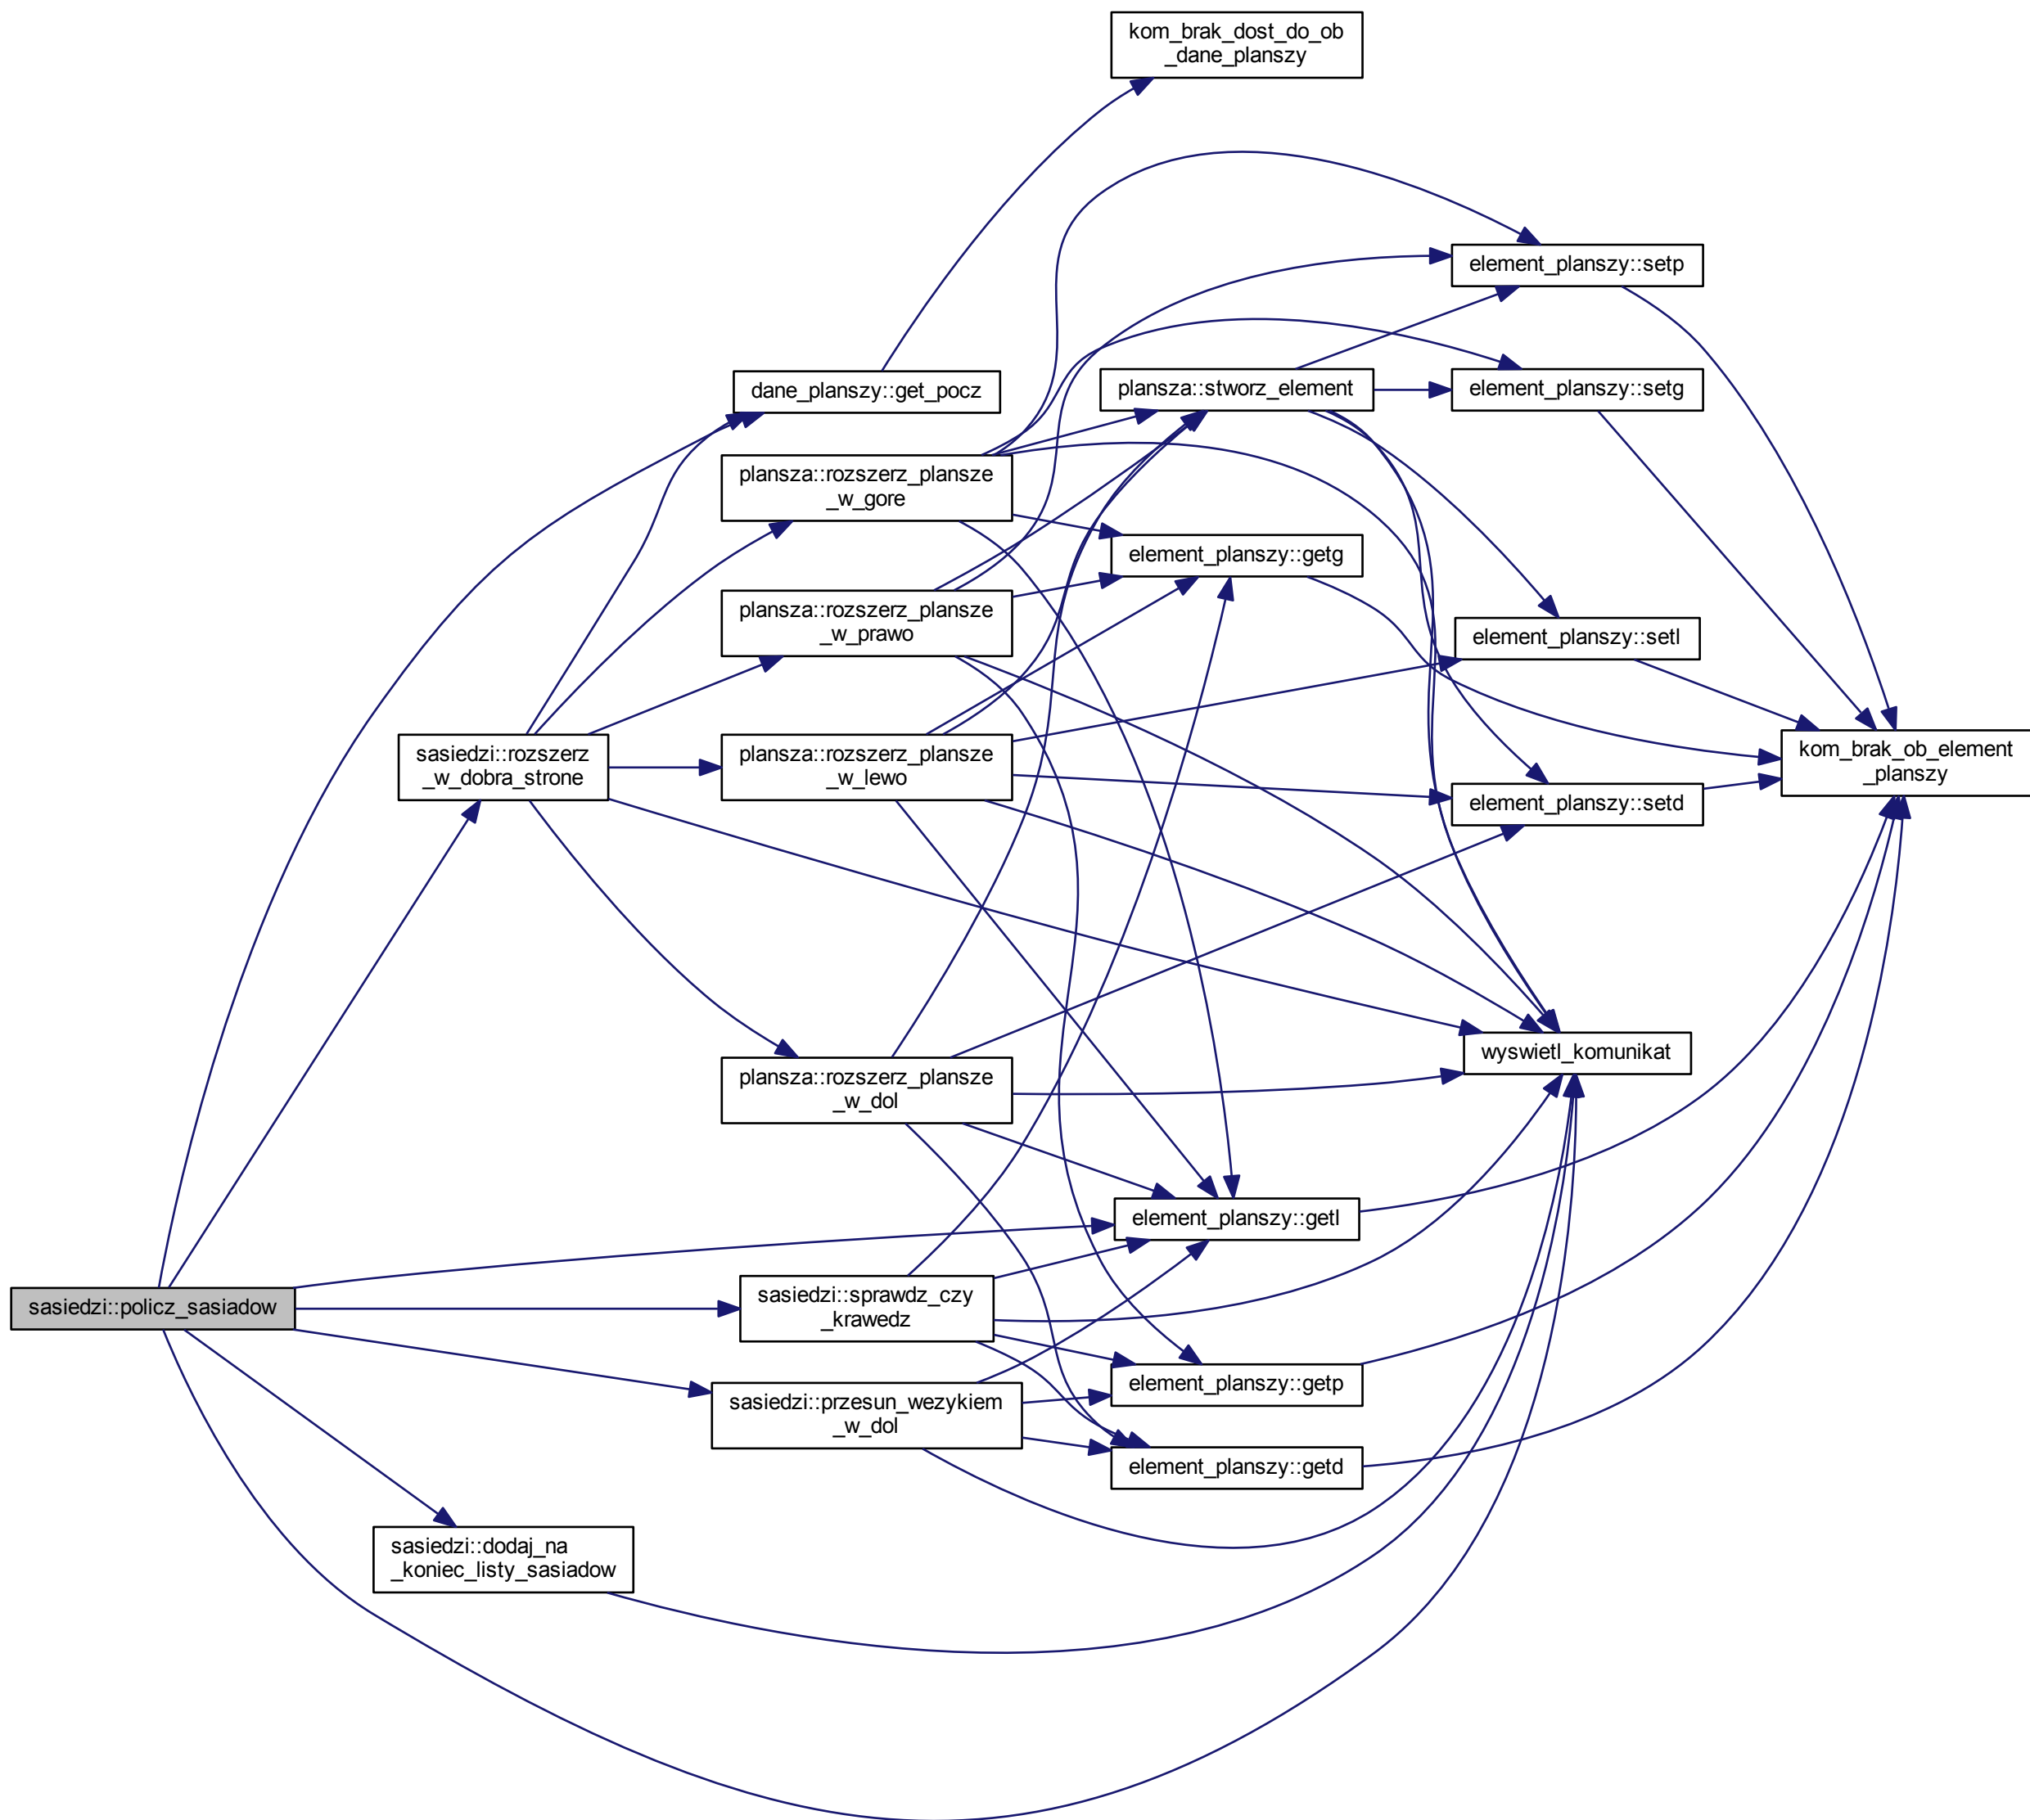 kom_brak_dost_do_ob
_dane_planszy
element_planszy::setp
dane_planszy::get_pocz
plansza::stworz_element
element_planszy::setg
plansza::rozszerz_plansze
_w_gore
element_planszy::getg
plansza::rozszerz_plansze
_w_prawo
element_planszy::setl
sasiedzi::rozszerz
_w_dobra_strone
plansza::rozszerz_plansze
_w_lewo
kom_brak_ob_element
_planszy
element_planszy::setd
wyswietl_komunikat
plansza::rozszerz_plansze
_w_dol
element_planszy::getl
sasiedzi::policz_sasiadow
sasiedzi::sprawdz_czy
_krawedz
element_planszy::getp
sasiedzi::przesun_wezykiem
_w_dol
element_planszy::getd
sasiedzi::dodaj_na
_koniec_listy_sasiadow